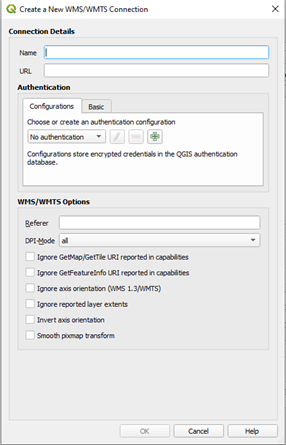 Create a New WMS/WMTS Connection
Connection Details
Name
URL
Authentication
Configurations Basic
Choose or create an authentication configuration
No authentication
Configurations store encrypted credentials in the QGIS authentication
database.
WMS/WMTS Options
Referer
DPI-Mode all
Ignore GetMap/GetTile URI reported in capabilities
Ignore GetFeatureInfo URI reported in capabilities
Ignore axis orientation (WMS 1.3/WMTS)
Ignore reported layer extents
Invert axis orientation
Smooth pixmap transform
OK Cancel Help